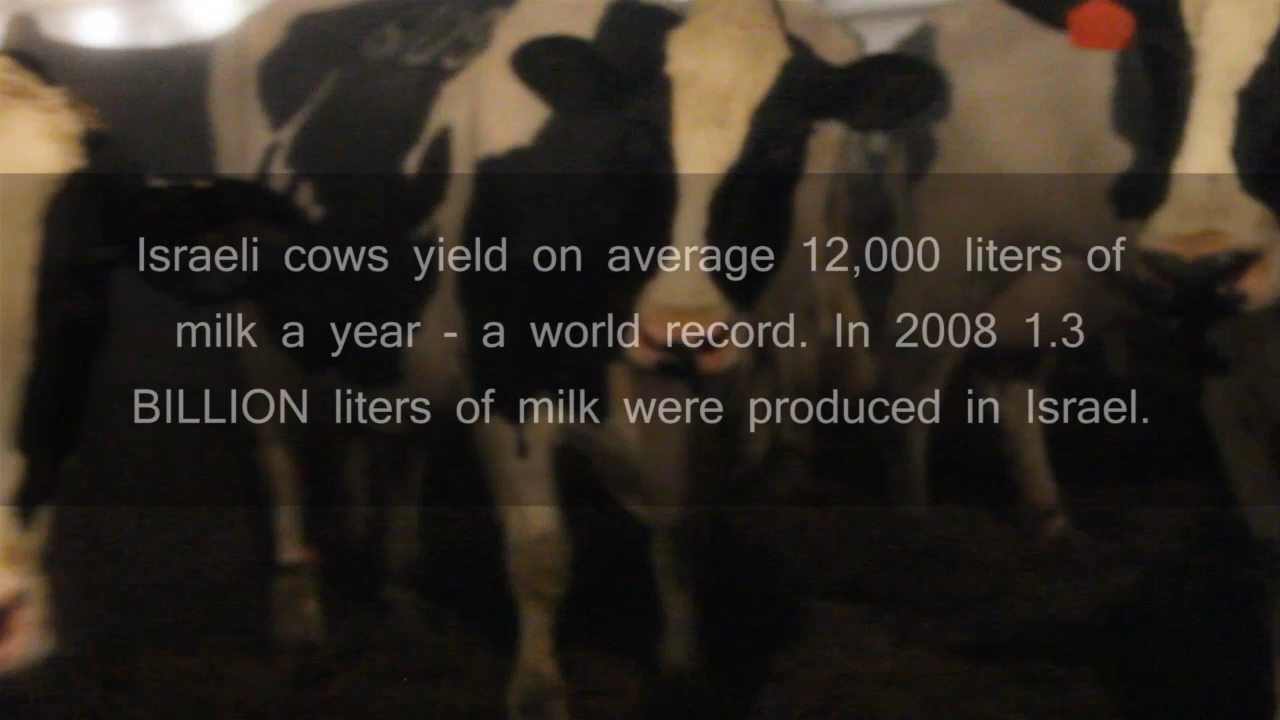 Israeli cows yield on average 12,000 liters of
milk a year - a world record. In 2008 1.3
BILLION liters of milk were produced in Israel.